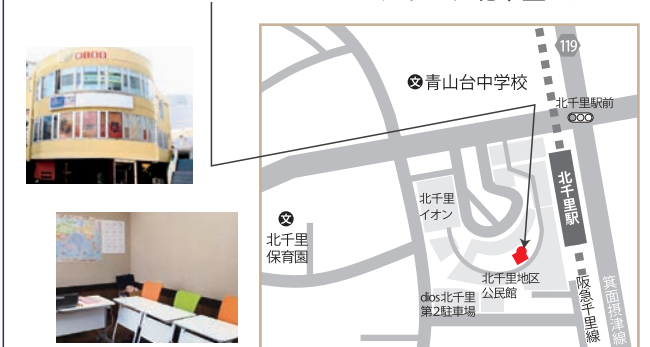 119
青山台中学校
北千里駅前
北千里駅
北千里
イオン
北千里
保育園
北千里地区
公民館
dios北千里
第2駐車場
阪急千里線
箕面摂津線